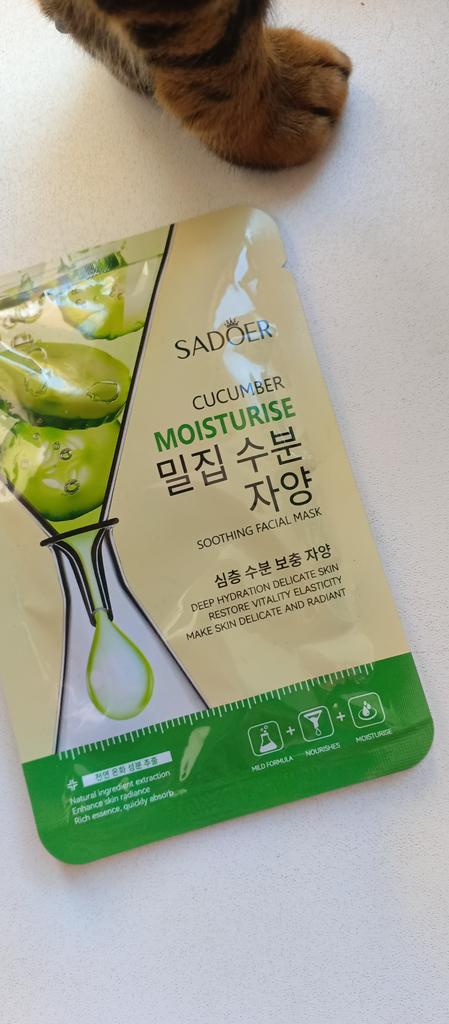 SADOER
CUCUMBER
MOISTURISE
밀집 수분
자양
SOOTHING FACIAL MASK
심층 수분 보충 자양
DEEP HYDRATION DELICATE SKIN
RESTORE VITALITY ELASTICITY
MAKE SKIN DELICATE AND RADIANT
MILD FORMULA + NOURISHES + MOISTURISE
천연 온화 성분 추출
Natural ingredient extraction
Enhance skin radiance
Rich essence, quickly absorb